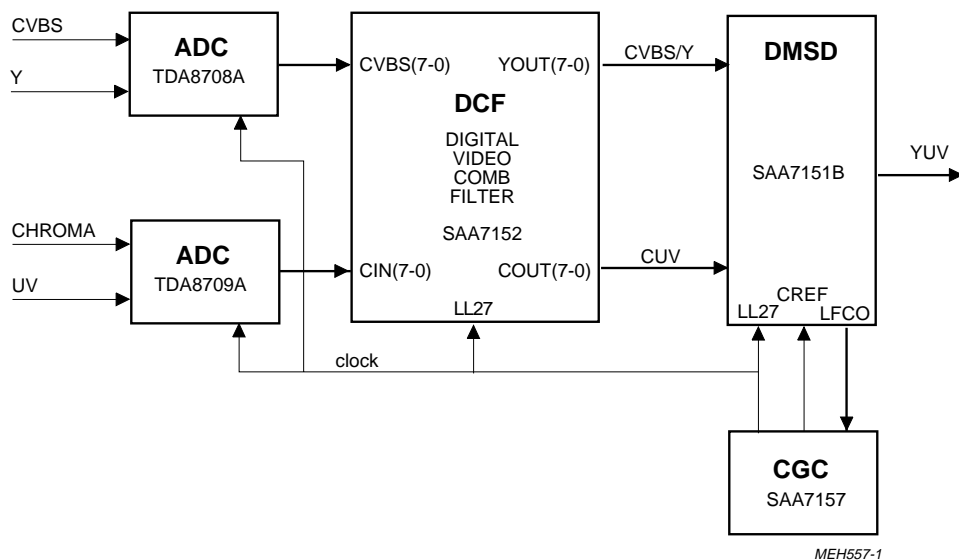 CVBS
Y
ADC
TDA8708A
CVBS(7-0)
YOUT(7-0)
DCF
DIGITAL
VIDEO
COMB
FILTER
SAA7152
CVBS/Y
DMSD
SAA7151B
YUV
CHROMA
UV
ADC
TDA8709A
CIN(7-0)
COUT(7-0)
LL27
CUV
CREF
LL27
LFCO
clock
CGC
SAA7157
MEH557-1